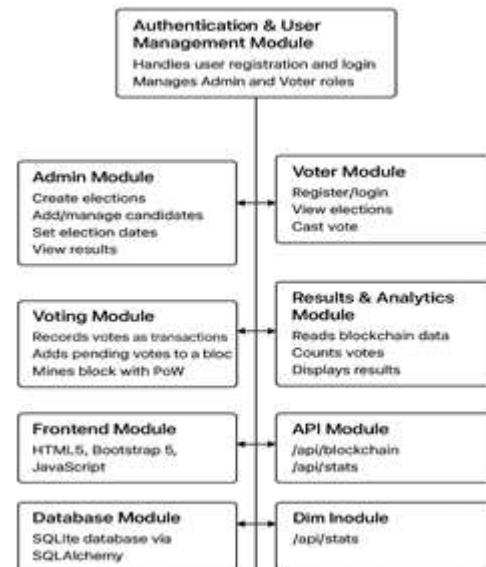 Authentication & User
Management Module
Handles user registration and login
Manages Admin and Voter roles
Admin Module
Create elections
Add/manage candidates
Set election dates
View results
Voter Module
Register/login
View elections
Cast vote
Voting Module
Records votes as transactions
Adds pending votes to a bloc
Mines block with PoW
Results & Analytics
Module
Reads blockchain data
Counts votes
Displays results
Frontend Module
HTML5, Bootstrap 5,
JavaScript
API Module
/api/blockchain
/api/stats
Database Module
SQLite database via
SQLAlchemy
Dim Inodule
/api/stats